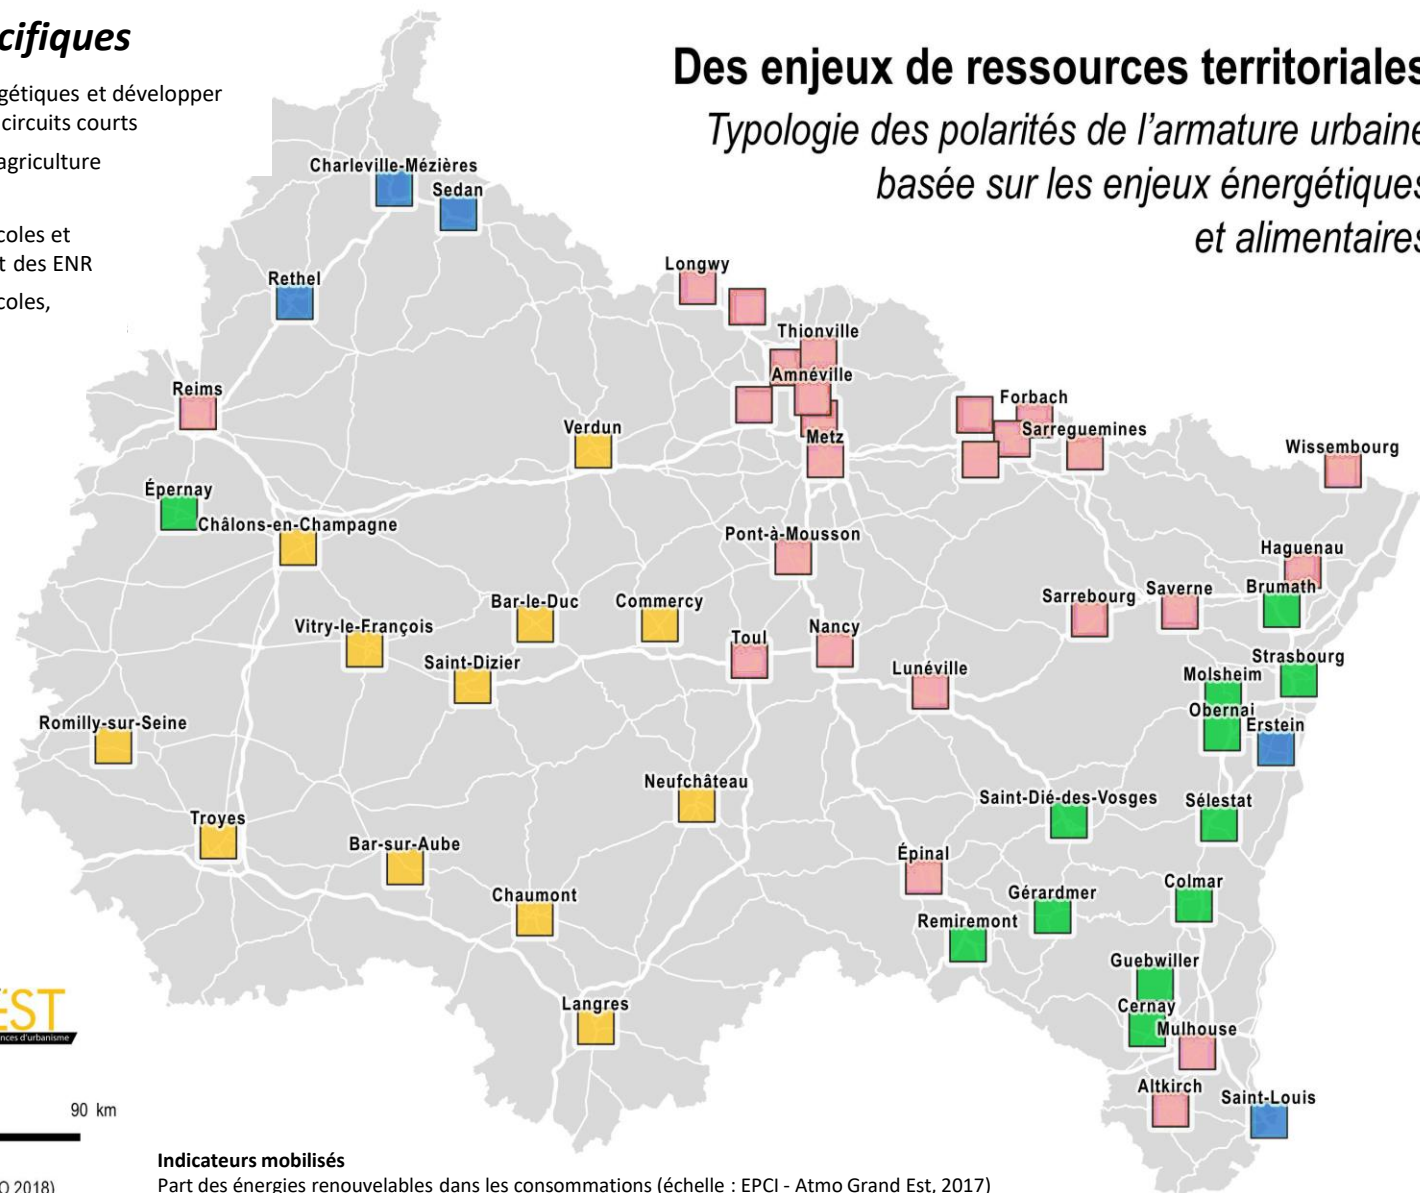 cifiques
gétiques et développer
circuits courts
agriculture
coles et
t des ENR
coles,
Des enjeux de ressources territoriales
Typologie des polarités de l'armature urbaine
basée sur les enjeux énergétiques
et alimentaires
Charleville-Mézières
Sedan
Rethel
Longwy
Thionville
Amnéville
Reims
Forbach
Sarreguemines
Verdun
Metz
Wissembourg
Épernay
Châlons-en-Champagne
Pont-à-Mousson
Haguenau
Brumath
Saverne
Sarrebourg
Bar-le-Duc
Commercy
Vitry-le-François
Nancy
Toul
Saint-Dizier
Lunéville
Strasbourg
Molsheim
Obernai
Erstein
Romilly-sur-Seine
Neufchâteau
Saint-Dié-des-Vosges
Sélestat
Troyes
Bar-sur-Aube
Épinal
Chaumont
Gérardmer
Colmar
Remiremont
Guebwiller
Langres
Cernay
Mulhouse
Altkirch
Saint-Louis
EST
nces d'urbanisme
90 km
O 2018)
Indicateurs mobilisés
Part des énergies renouvelables dans les consommations (échelle : EPCI - Atmo Grand Est, 2017)